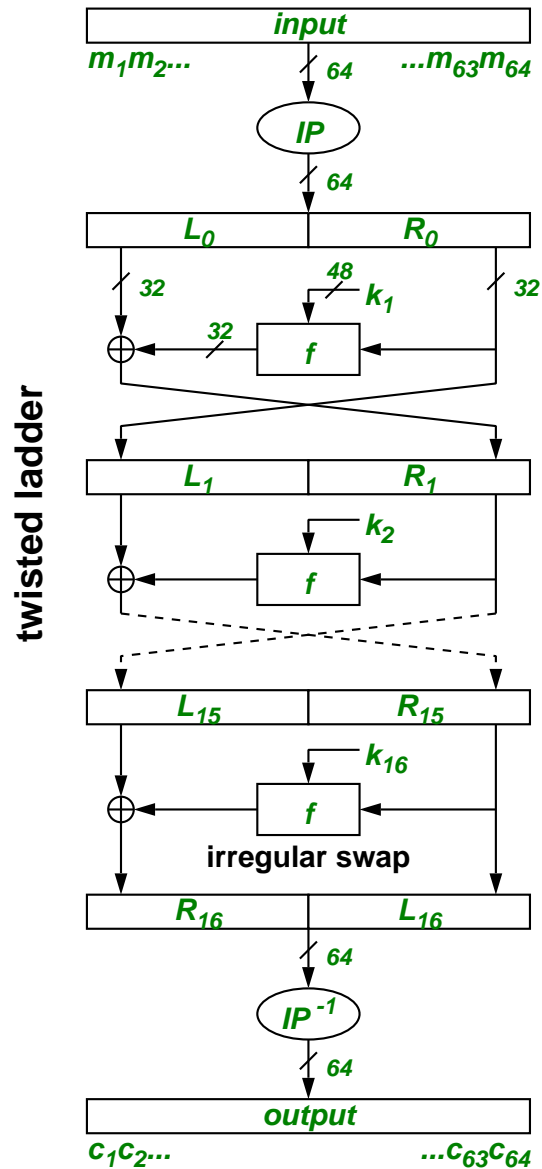 input
m₁m₂... ...m₆₃m₆₄
64
IP
64
L₀ R₀
32 48 k₁ 32
32
f
twisted ladder
L₁ R₁
k₂
f
L₁₅ R₁₅
k₁₆
f
irregular swap
R₁₆ L₁₆
64
IP⁻¹
64
output
c₁c₂... ...c₆₃c₆₄